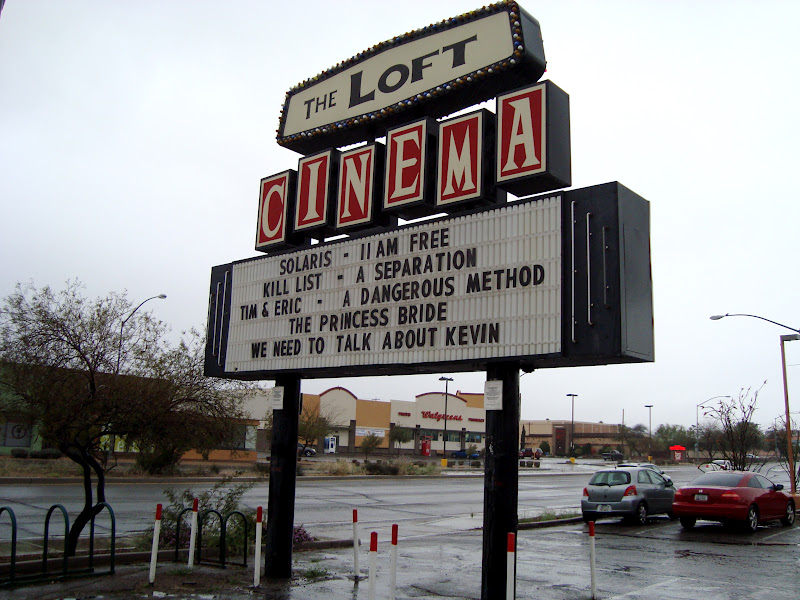 THE LOFT
CINEMA
SOLARIS - 11 AM FREE
KILL LIST - A SEPARATION
TIM & ERIC - A DANGEROUS METHOD
THE PRINCESS BRIDE
WE NEED TO TALK ABOUT KEVIN
Walgreens